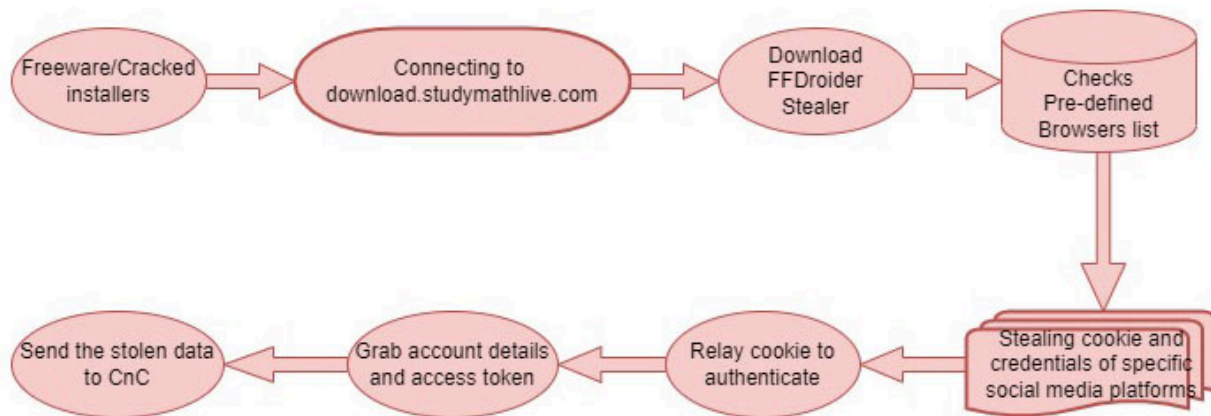 Freeware/Cracked
installers
Connecting to
download.studymathlive.com
Download
FFDroider
Stealer
Checks
Pre-defined
Browsers list
Stealing cookie and
credentials of specific
social media platforms
Relay cookie to
authenticate
Grab account details
and access token
Send the stolen data
to CnC